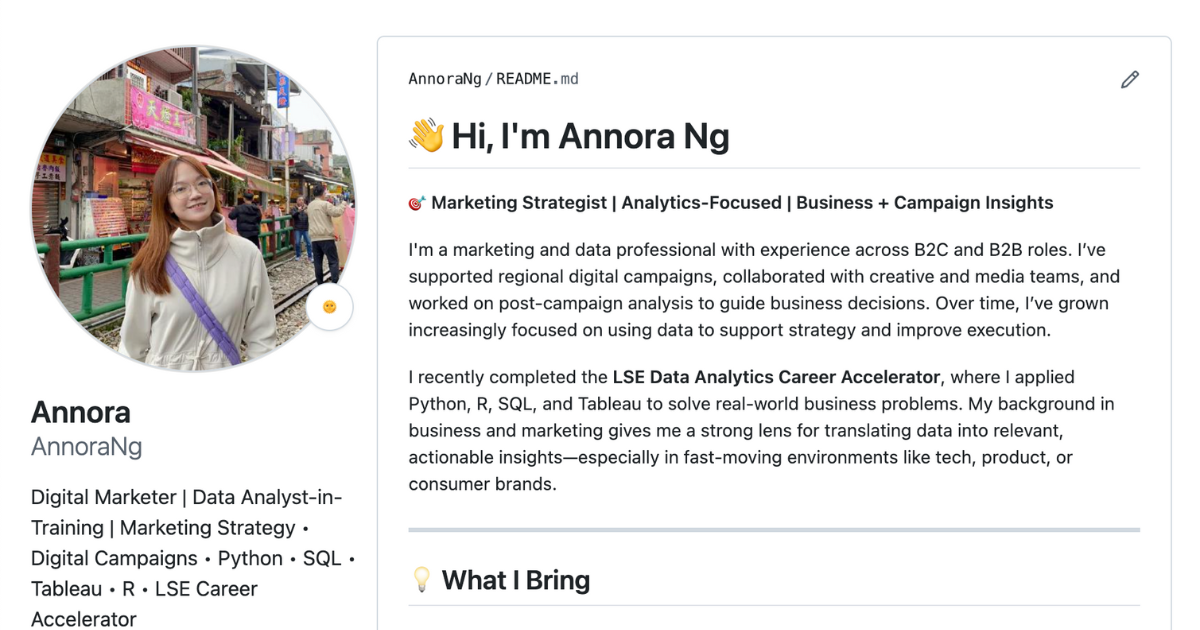 Annora
AnnoraNg
Digital Marketer | Data Analyst-in-
Training | Marketing Strategy •
Digital Campaigns • Python • SQL •
Tableau • R • LSE Career
Accelerator
AnnoraNg/README.md
👋 Hi, I'm Annora Ng
🎯 Marketing Strategist | Analytics-Focused | Business + Campaign Insights
I'm a marketing and data professional with experience across B2C and B2B roles. I’ve
supported regional digital campaigns, collaborated with creative and media teams, and
worked on post-campaign analysis to guide business decisions. Over time, I’ve grown
increasingly focused on using data to support strategy and improve execution.
I recently completed the LSE Data Analytics Career Accelerator, where I applied
Python, R, SQL, and Tableau to solve real-world business problems. My background in
business and marketing gives me a strong lens for translating data into relevant,
actionable insights—especially in fast-moving environments like tech, product, or
consumer brands.
💡 What I Bring